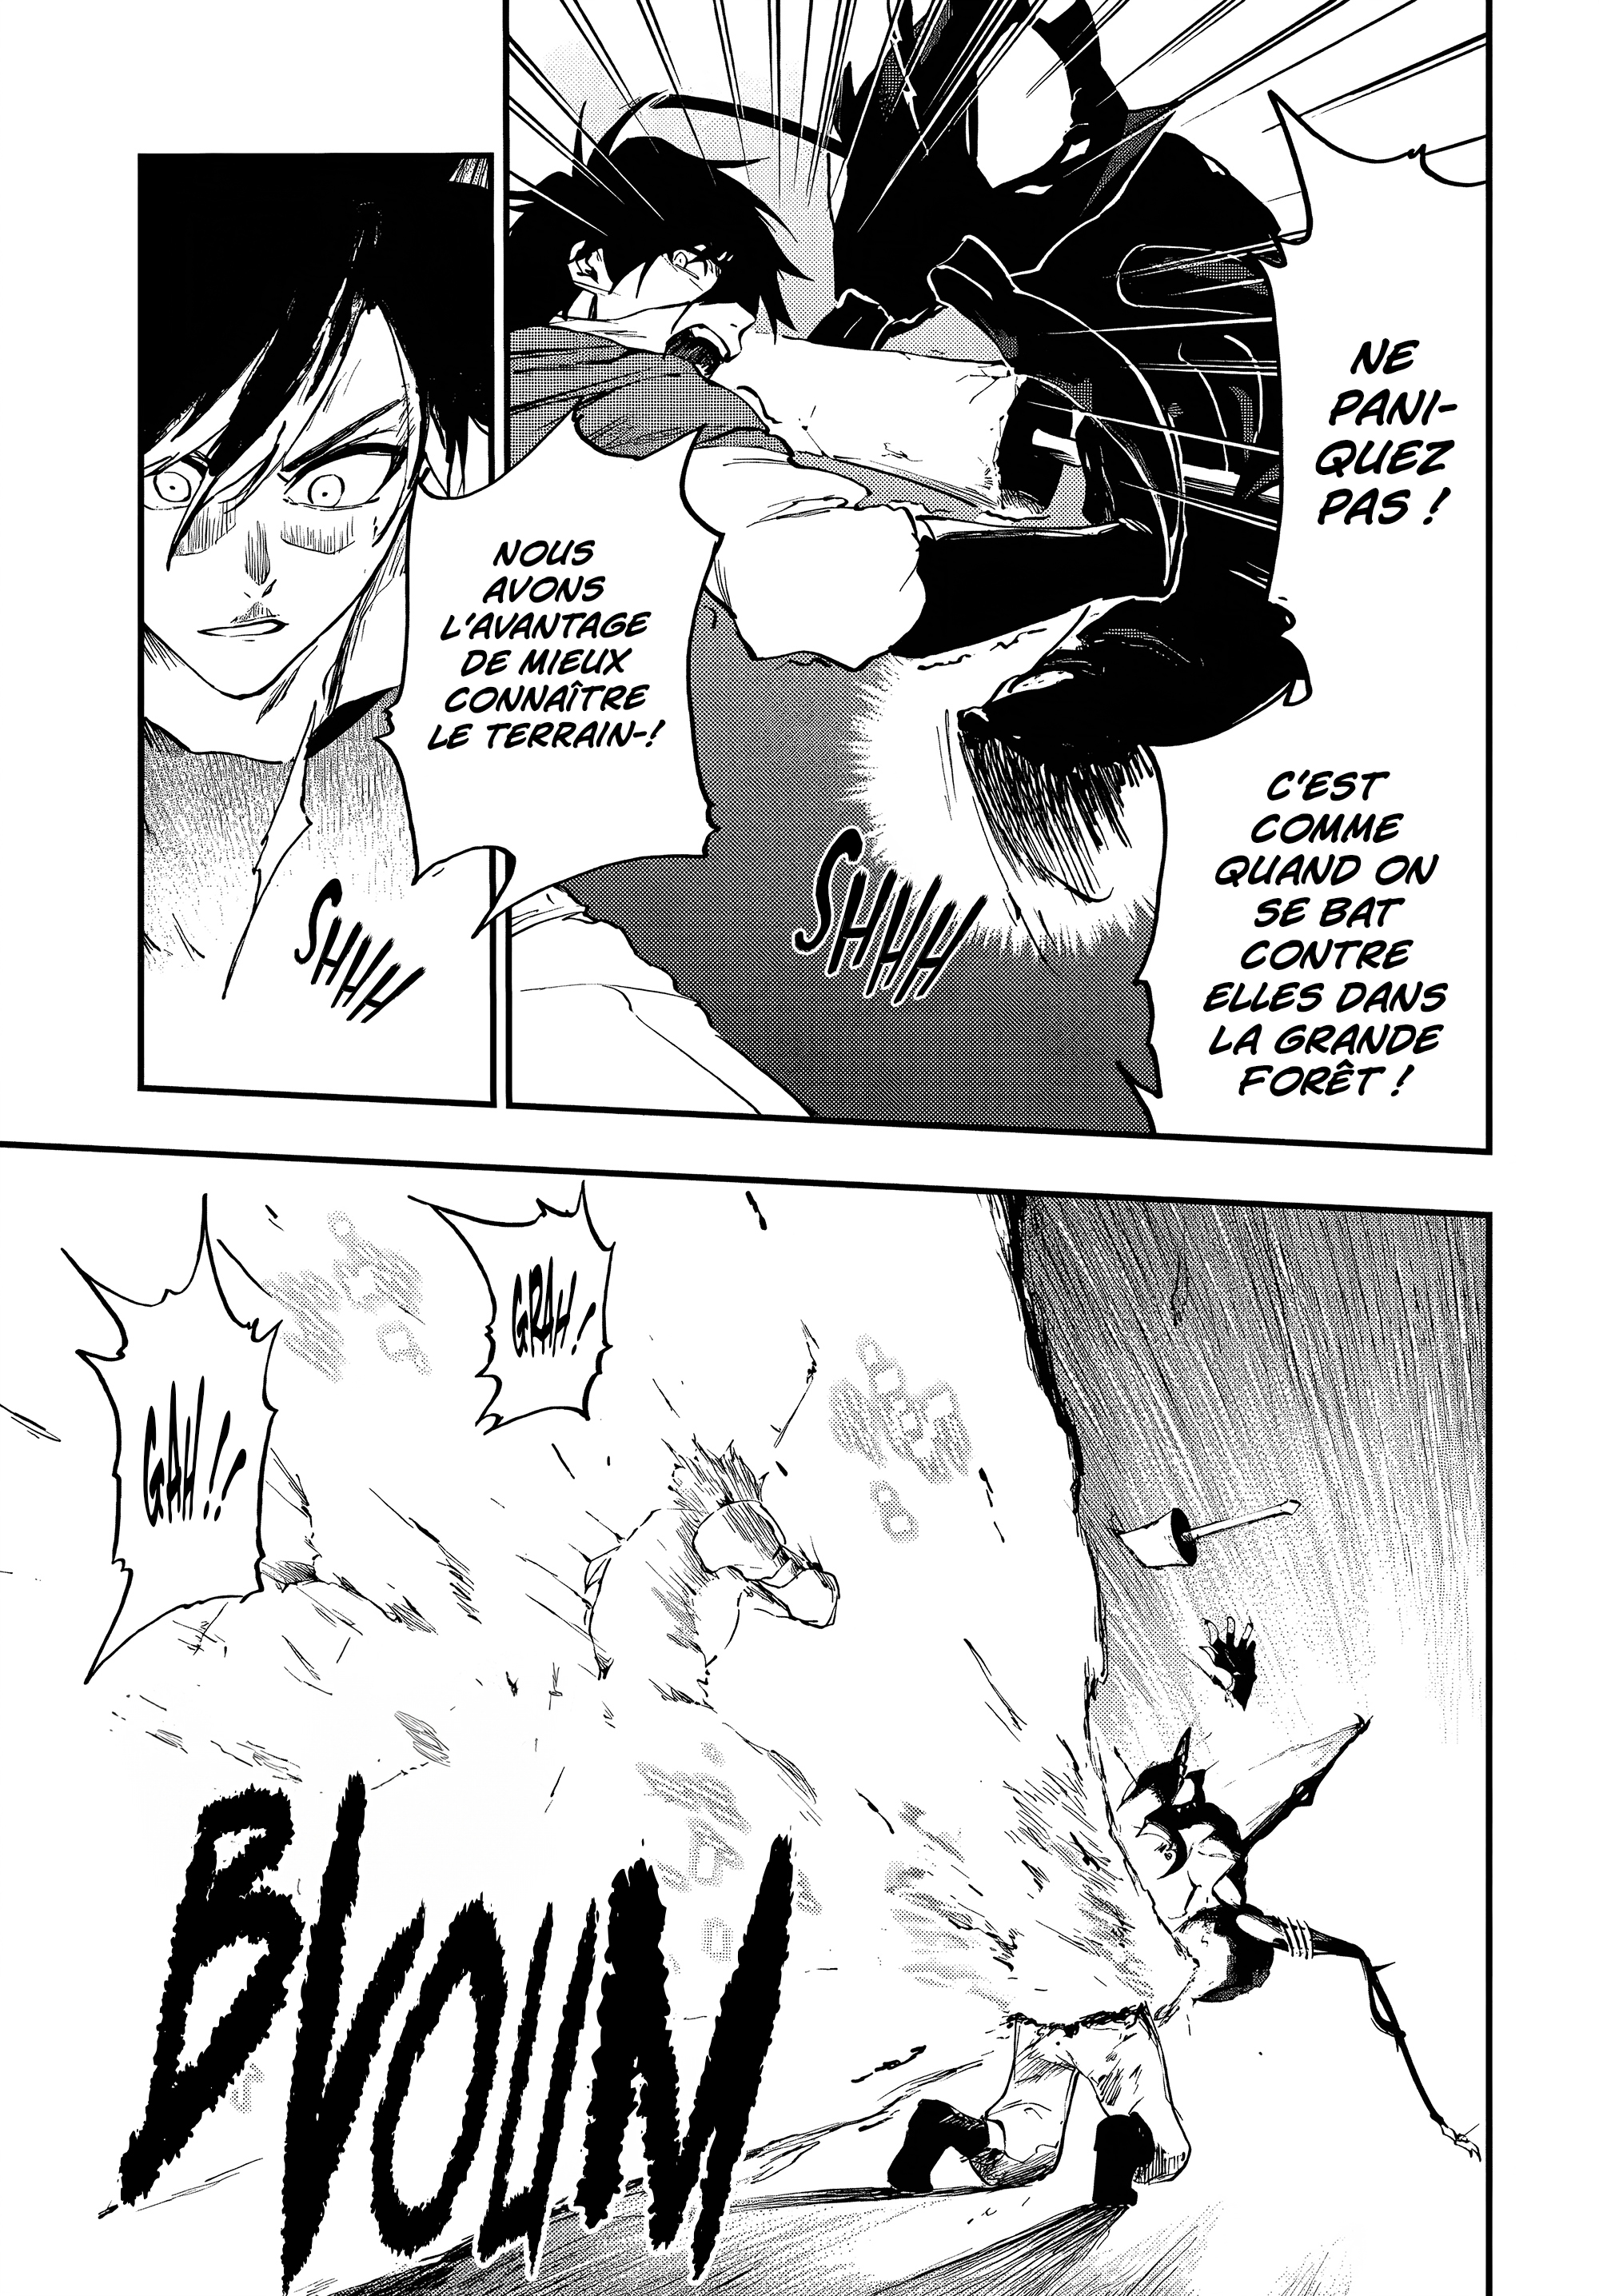 NE
PANI-
QUEZ
PAS !
C'EST
COMME
QUAND ON
SE BAT
CONTRE
ELLES DANS
LA GRANDE
FORÊT !
SHHH
NOUS
AVONS
L'AVANTAGE
DE MIEUX
CONNAÎTRE
LE TERRAIN-!
SHHH
GRAH !
GAH !!
BVOUM